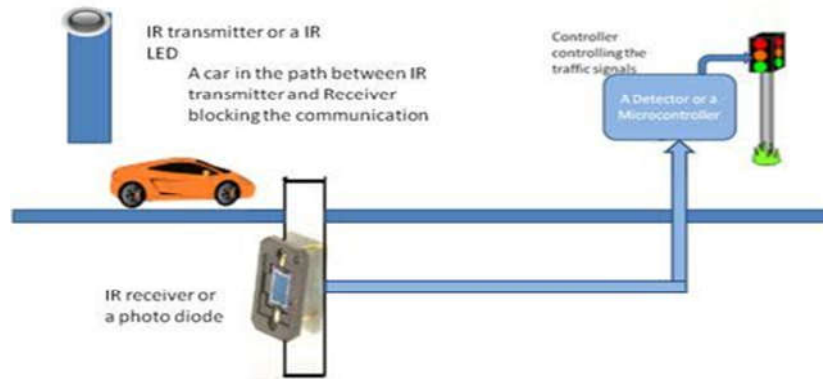 IR transmitter or a IR
LED
A car in the path between IR
transmitter and Receiver
blocking the communication
Controller
controlling the
traffic signals
A Detector or a
Microcontroller
IR receiver or
a photo diode